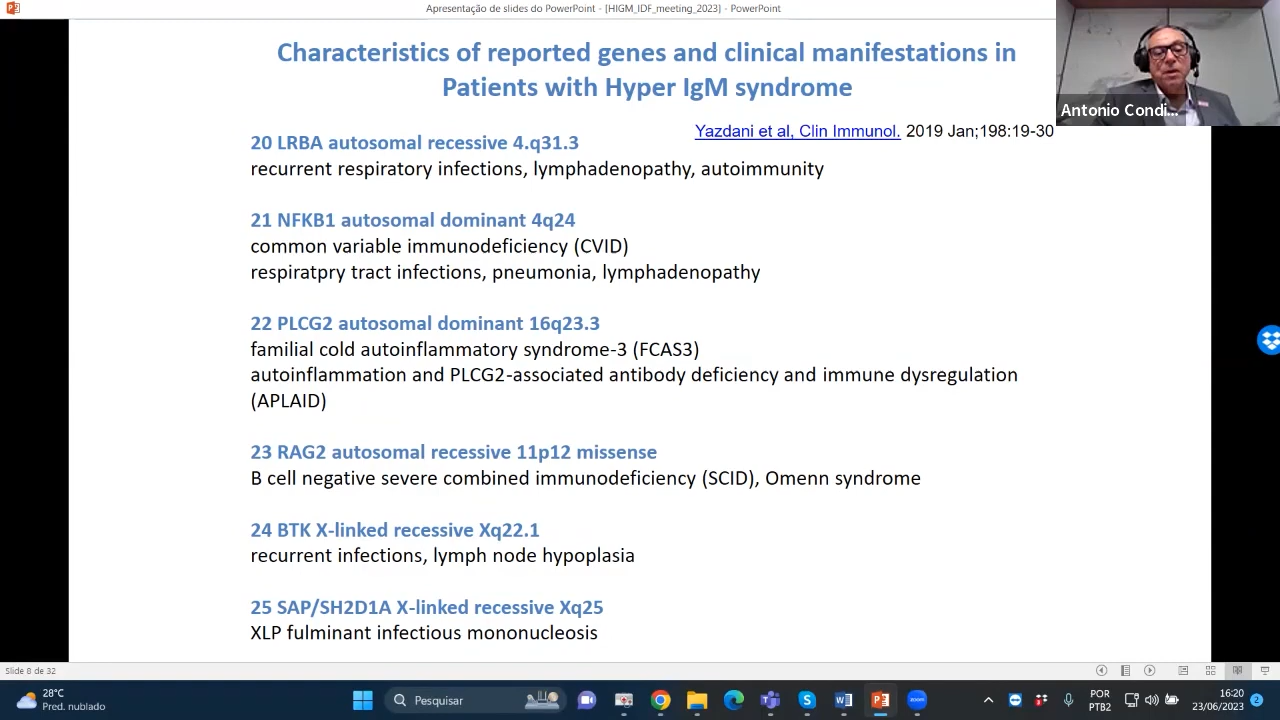 Apresentação de slides do PowerPoint - [HIGM_IDF_meeting_2023] - PowerPoint
Characteristics of reported genes and clinical manifestations in
Patients with Hyper IgM syndrome
Antonio Condi...
Yazdani et al, Clin Immunol. 2019 Jan;198:19-30
20 LRBA autosomal recessive 4.q31.3
recurrent respiratory infections, lymphadenopathy, autoimmunity
21 NFKB1 autosomal dominant 4q24
common variable immunodeficiency (CVID)
respiratpry tract infections, pneumonia, lymphadenopathy
22 PLCG2 autosomal dominant 16q23.3
familial cold autoinflammatory syndrome-3 (FCAS3)
autoinflammation and PLCG2-associated antibody deficiency and immune dysregulation
(APLAID)
23 RAG2 autosomal recessive 11p12 missense
B cell negative severe combined immunodeficiency (SCID), Omenn syndrome
24 BTK X-linked recessive Xq22.1
recurrent infections, lymph node hypoplasia
25 SAP/SH2D1A X-linked recessive Xq25
XLP fulminant infectious mononucleosis
Slide 8 de 32
28°C
Pred. nublado
Pesquisar
zoom
POR
PTB2
16:20
23/06/2023
2